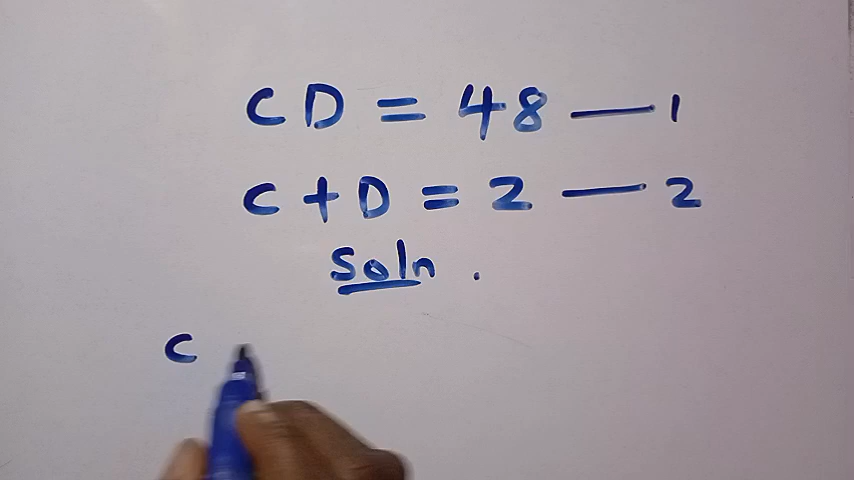 CD = 48 — 1
C + D = 2 — 2
Soln.
C